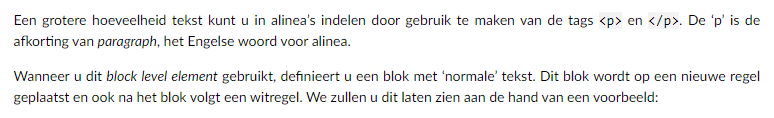 Een grotere hoeveelheid tekst kunt u in alinea's indelen door gebruik te maken van de tags <p> en </p>. De 'p' is de
afkorting van paragraph, het Engelse woord voor alinea.
Wanneer u dit block level element gebruikt, definieert u een blok met 'normale' tekst. Dit blok wordt op een nieuwe regel
geplaatst en ook na het blok volgt een witregel. We zullen u dit laten zien aan de hand van een voorbeeld: